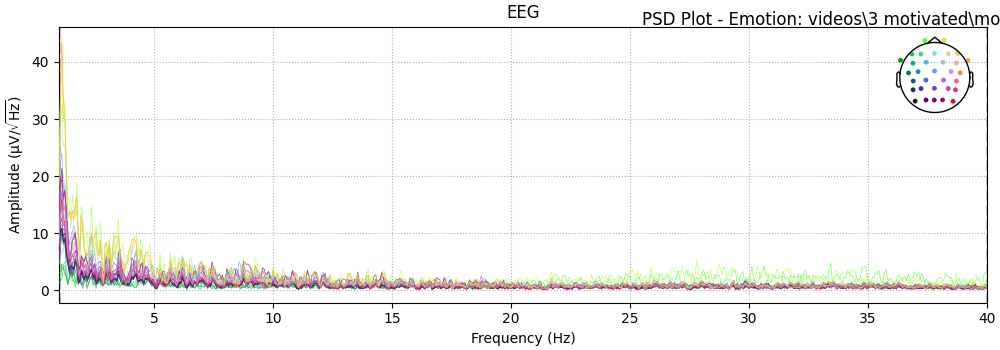 EEG
PSD Plot - Emotion: videos\3 motivated\mo
Amplitude (µV/√Hz)
40
30
20
10
0
5 10 15 20 25 30 35 40
Frequency (Hz)